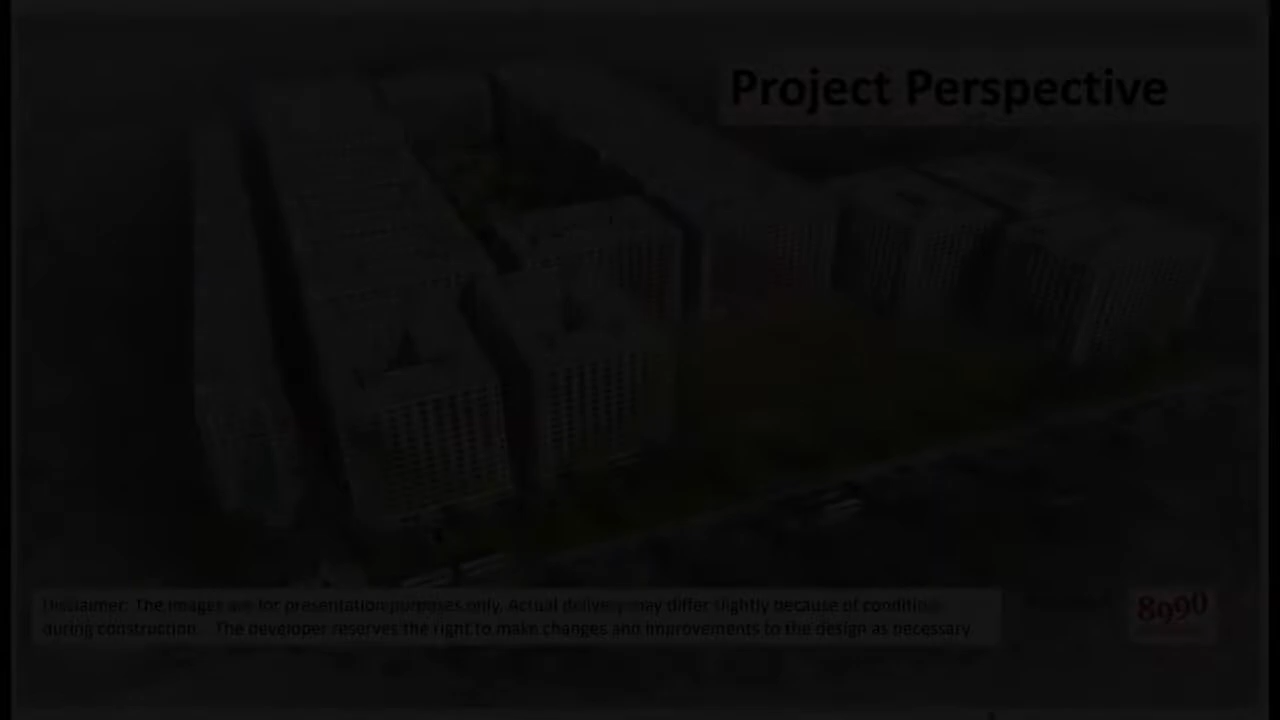 Project Perspective
Disclaimer: The images are for presentation purposes only. Actual delivery may differ slightly because of conditions
during construction. The developer reserves the right to make changes and improvements to the design as necessary
8990